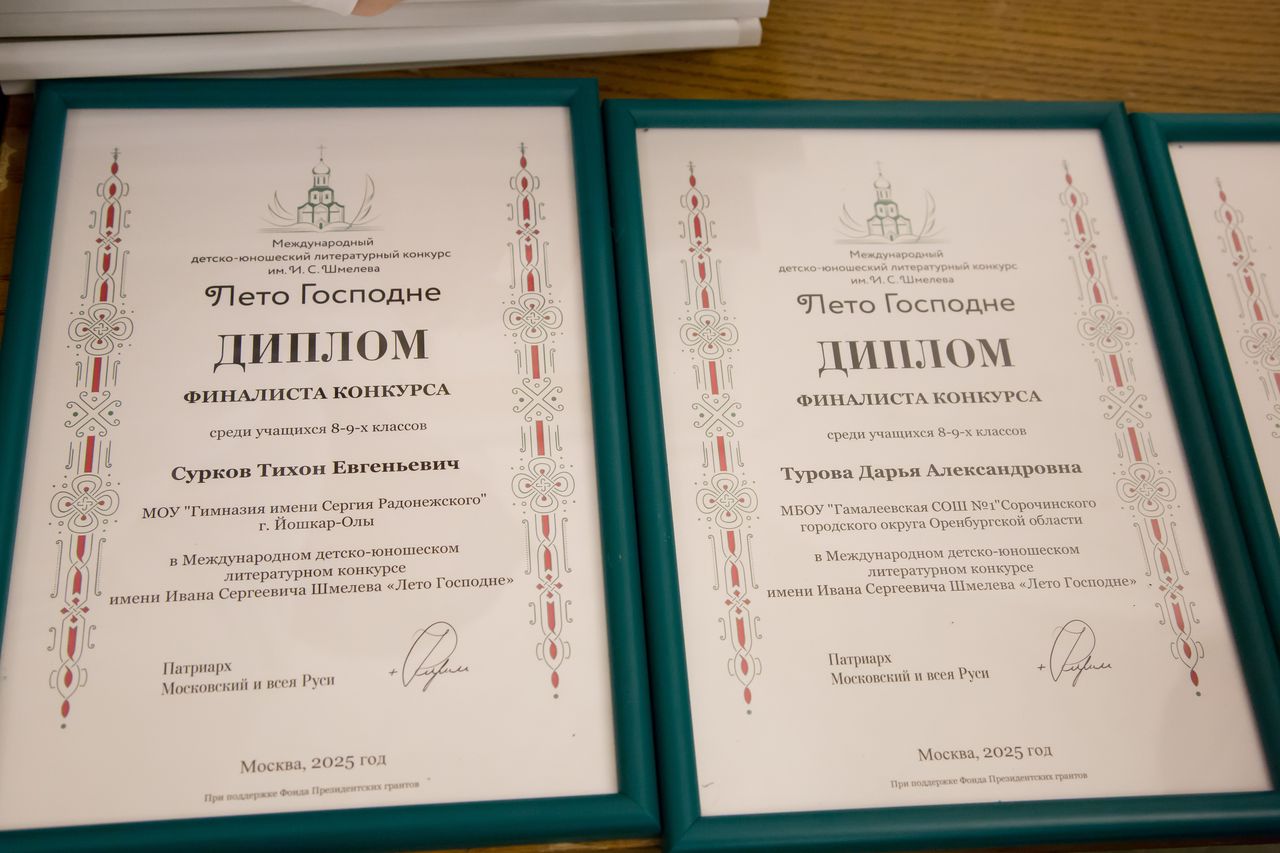 Международный
детско-юношеский литературный конкурс
им. И. С. Шмелева
Лето Господне
ДИПЛОМ
ФИНАЛИСТА КОНКУРСА
среди учащихся 8-9-х классов
Сурков Тихон Евгеньевич
МОУ "Гимназия имени Сергия Радонежского"
г. Йошкар-Олы
в Международном детско-юношеском
литературном конкурсе
имени Ивана Сергеевича Шмелева «Лето Господне»
Патриарх
Московский и всея Руси
Москва, 2025 год
При поддержке Фонда Президентских грантов
Международный
детско-юношеский литературный конкурс
им. И. С. Шмелева
Лето Господне
ДИПЛОМ
ФИНАЛИСТА КОНКУРСА
среди учащихся 8-9-х классов
Турова Дарья Александровна
МБОУ "Гамалеевская СОШ №1"Сорочинского
городского округа Оренбургской области
в Международном детско-юношеском
литературном конкурсе
имени Ивана Сергеевича Шмелева «Лето Господне»
Патриарх
Московский и всея Руси
Москва, 2025 год
При поддержке Фонда Президентских грантов